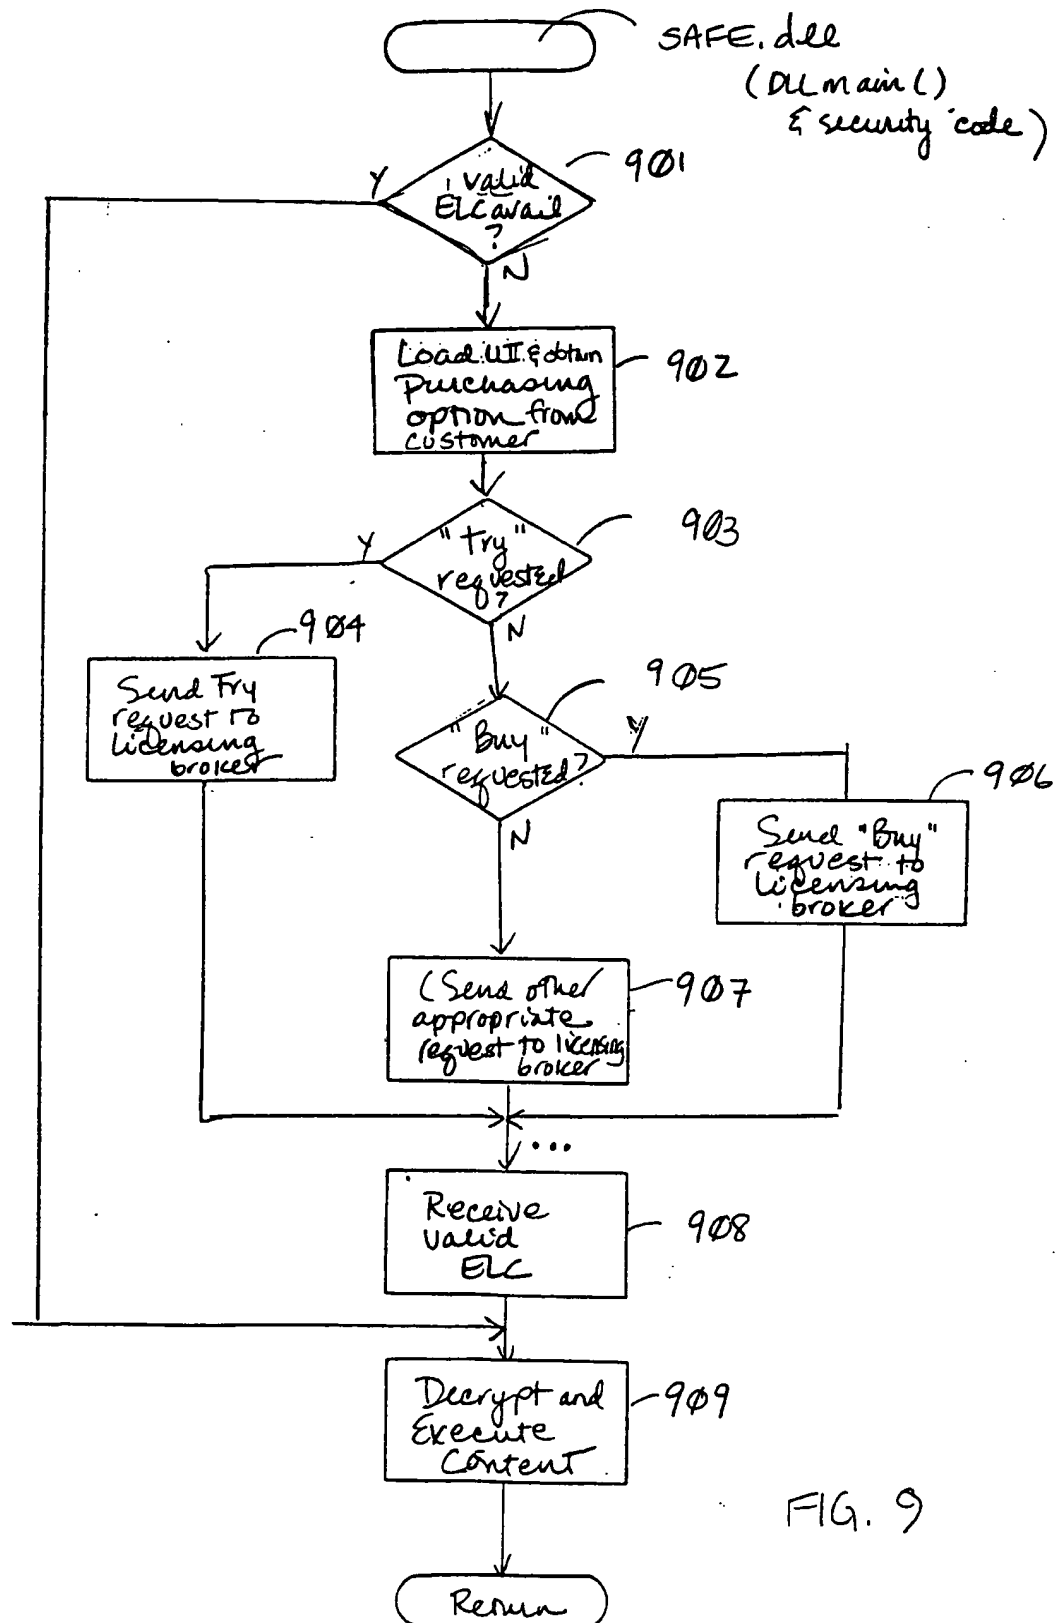 SAFE.dll
(DLLmain()
& security code)
901
Y
valid
ELC avail
?
N
Load UI & obtain
purchasing
option from
customer
902
903
Y
"Try"
requested
?
N
904
Send Try
request to
licensing
broker
905
"Buy"
requested?
Y
N
906
Send "Buy"
request to
licensing
broker
(Send other
appropriate
request to licensing
broker
907
...
Receive
valid
ELC
908
Decrypt and
Execute
Content
909
FIG. 9
Return